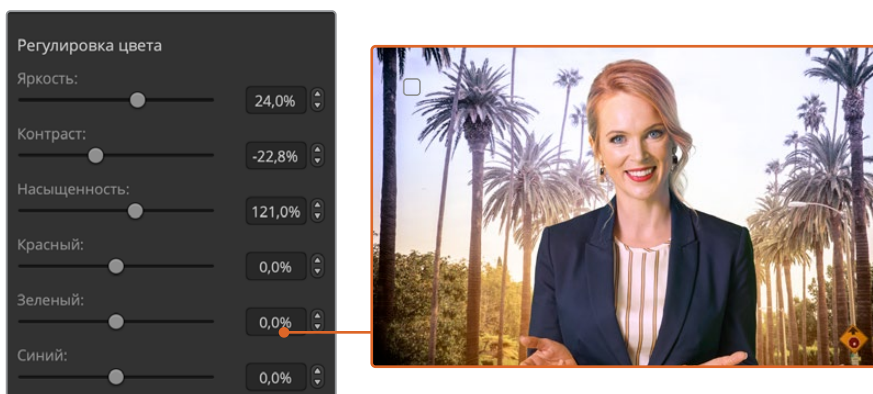 Регулировка цвета
Яркость:
24,0%
Контраст:
-22,8%
Насыщенность:
121,0%
Красный:
0,0%
Зеленый:
0,0%
Синий:
0,0%